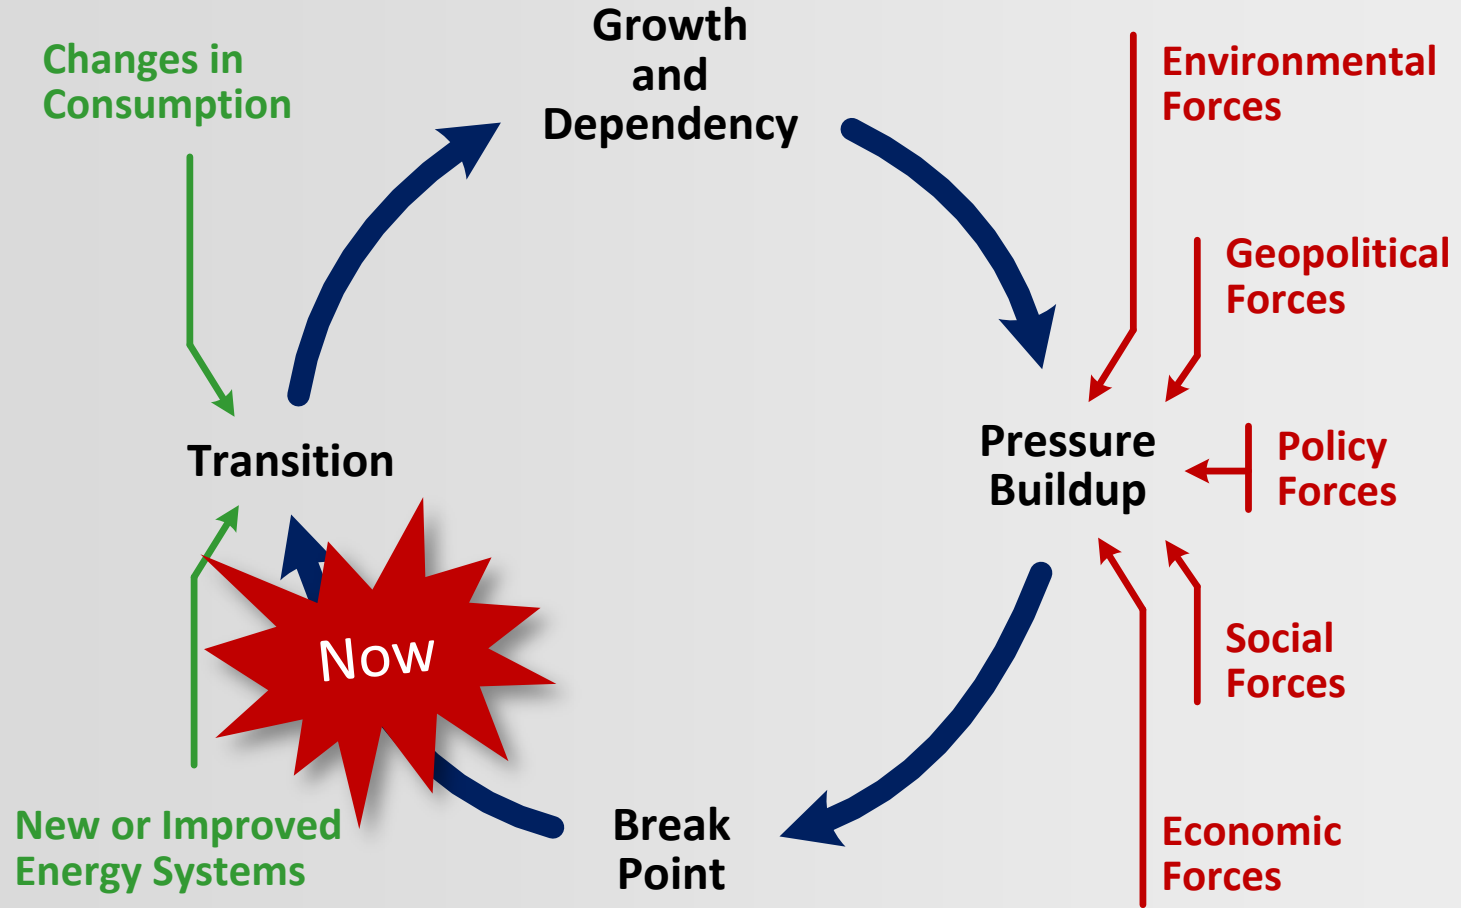 Growth
and
Dependency
Changes in
Consumption
Environmental
Forces
Geopolitical
Forces
Transition
Pressure
Buildup
Policy
Forces
Now
Social
Forces
New or Improved
Energy Systems
Break
Point
Economic
Forces